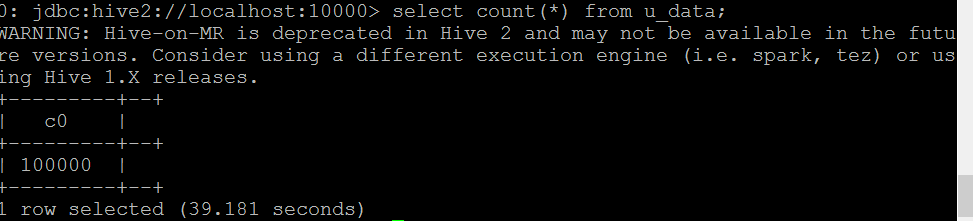 0: jdbc:hive2://localhost:10000> select count(*) from u_data;
WARNING: Hive-on-MR is deprecated in Hive 2 and may not be available in the futu
re versions. Consider using a different execution engine (i.e. spark, tez) or us
ing Hive 1.X releases.
+---------+--+
|   c0    |
+---------+--+
| 100000  |
+---------+--+
1 row selected (39.181 seconds)